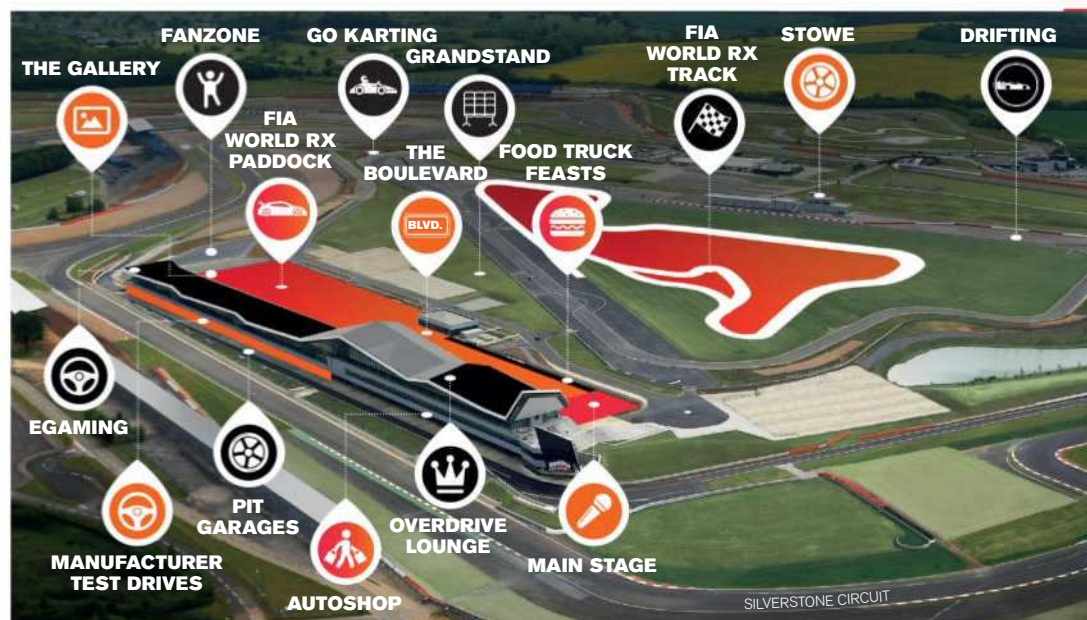 THE GALLERY
FANZONE
GO KARTING
GRANDSTAND
FIA
WORLD RX
TRACK
STOWE
DRIFTING
FIA
WORLD RX
PADDOCK
THE
BOULEVARD
BLVD.
FOOD TRUCK
FEASTS
EGAMING
MANUFACTURER
TEST DRIVES
PIT
GARAGES
AUTOSHOP
OVERDRIVE
LOUNGE
MAIN STAGE
SILVERSTONE CIRCUIT